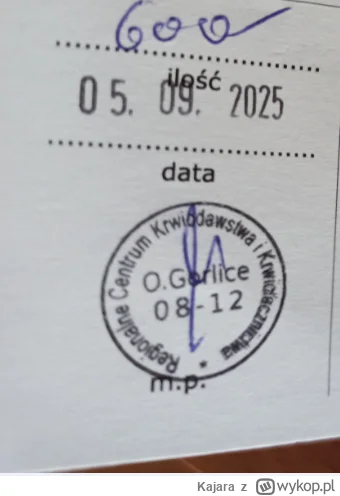 600
ilość
05. 09. 2025
data
Regionalne Centrum Krwiodawstwa i Krwiolecznictwa *
O.Gorlice
08-12
m.p.
Kajara z wykop.pl